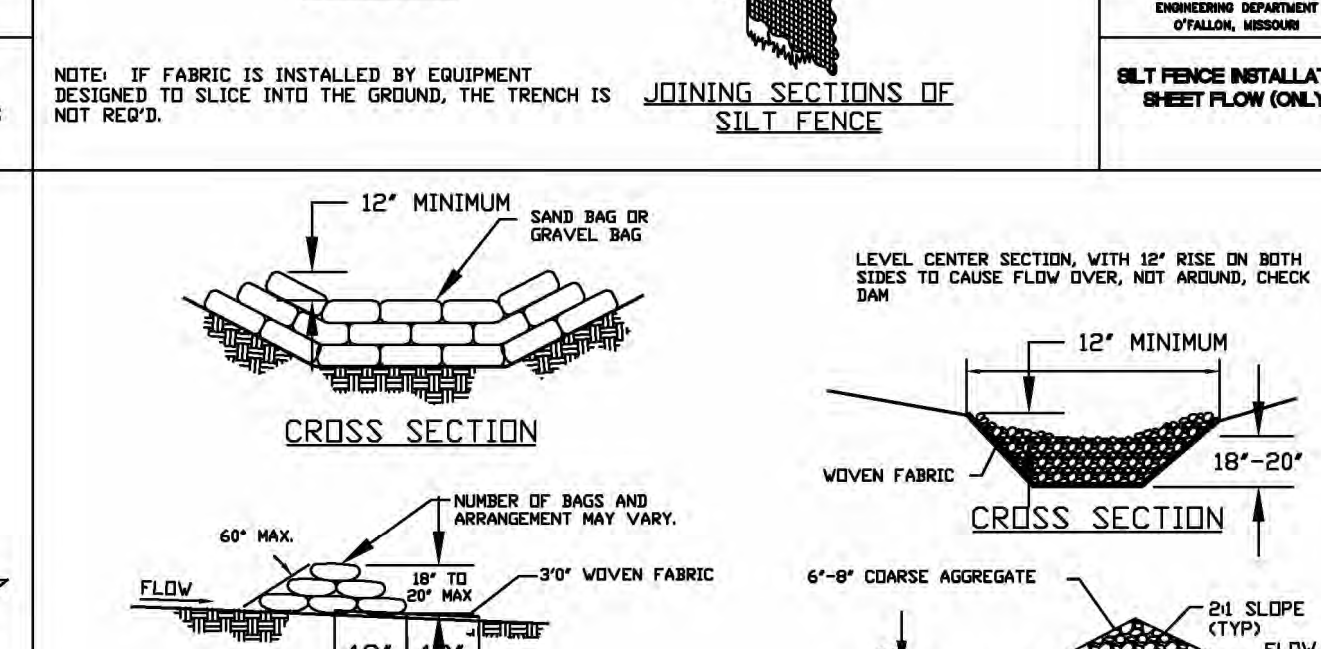 ENGINEERING DEPARTMENT
O'FALLON, MISSOURI
NOTE: IF FABRIC IS INSTALLED BY EQUIPMENT
DESIGNED TO SLICE INTO THE GROUND, THE TRENCH IS
NOT REQ'D.
JOINING SECTIONS OF
SILT FENCE
SILT FENCE INSTALLAT
SHEET FLOW (ONLY
12" MINIMUM
SAND BAG OR
GRAVEL BAG
CROSS SECTION
LEVEL CENTER SECTION, WITH 12" RISE ON BOTH
SIDES TO CAUSE FLOW OVER, NOT AROUND, CHECK
DAM
12" MINIMUM
WOVEN FABRIC
18"-20"
CROSS SECTION
NUMBER OF BAGS AND
ARRANGEMENT MAY VARY.
60° MAX.
FLOW
18" TO
20" MAX
3'0" WOVEN FABRIC
6"-8" COARSE AGGREGATE
2:1 SLOPE
(TYP)
FLOW